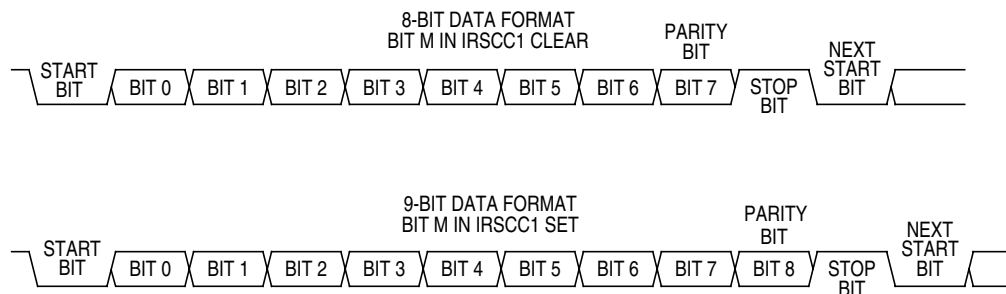 8-BIT DATA FORMAT
BIT M IN IRSCC1 CLEAR
PARITY
BIT
START
BIT
BIT 0 BIT 1 BIT 2 BIT 3 BIT 4 BIT 5 BIT 6 BIT 7
STOP
BIT
NEXT
START
BIT
9-BIT DATA FORMAT
BIT M IN IRSCC1 SET
PARITY
BIT
START
BIT
BIT 0 BIT 1 BIT 2 BIT 3 BIT 4 BIT 5 BIT 6 BIT 7 BIT 8
STOP
BIT
NEXT
START
BIT